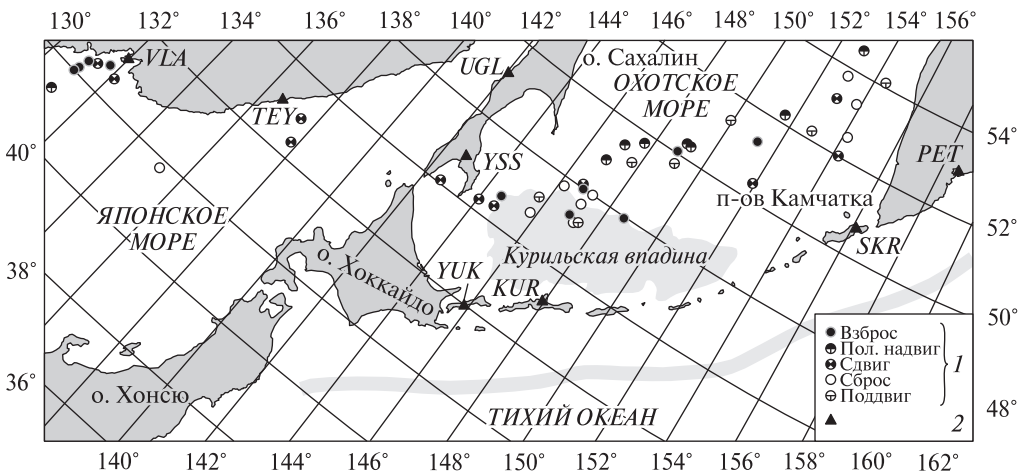 130° 132° 134° 135° 138° 140° 142° 144° 146° 148° 150° 152° 154° 156°
VLA
UGL
о. Сахалин
ОХОТСКОЕ
МОРЕ
TEY
54°
40°
YSS
PET
п-ов Камчатка
ЯПОНСКОЕ
МОРЕ
52°
SKR
о. Хоккайдо
Курильская впадина
38°
YUK
KUR
50°
Взброс
Пол. надвиг
Сдвиг
Сброс
Поддвиг
1
2
36°
о. Хонсю
ТИХИЙ ОКЕАН
48°
140° 142° 144° 146° 148° 150° 152° 154° 156° 158° 160° 162°